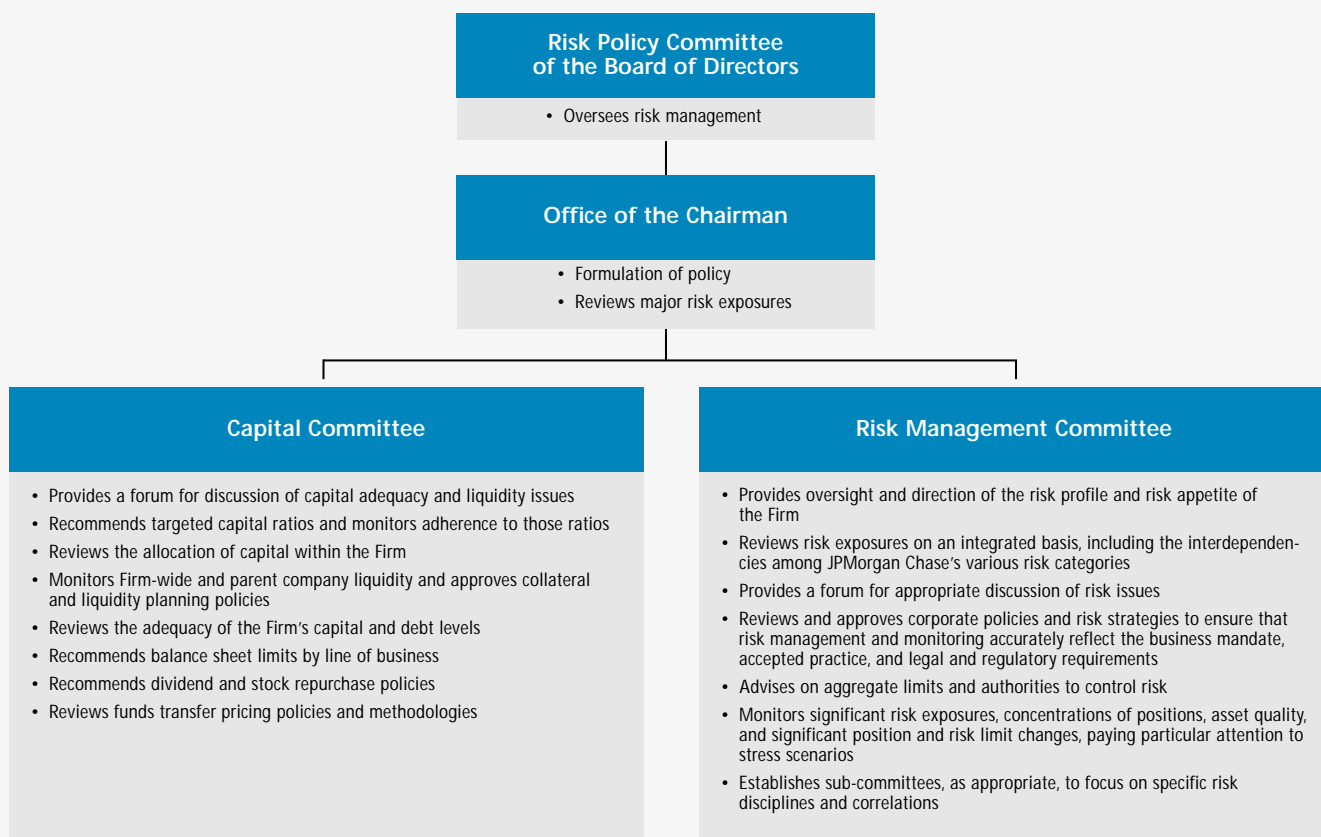 Risk Policy Committee
of the Board of Directors
• Oversees risk management
Office of the Chairman
• Formulation of policy
• Reviews major risk exposures
Capital Committee
• Provides a forum for discussion of capital adequacy and liquidity issues
• Recommends targeted capital ratios and monitors adherence to those ratios
• Reviews the allocation of capital within the Firm
• Monitors Firm-wide and parent company liquidity and approves collateral
and liquidity planning policies
• Reviews the adequacy of the Firm's capital and debt levels
• Recommends balance sheet limits by line of business
• Recommends dividend and stock repurchase policies
• Reviews funds transfer pricing policies and methodologies
Risk Management Committee
• Provides oversight and direction of the risk profile and risk appetite of
the Firm
• Reviews risk exposures on an integrated basis, including the interdependen-
cies among JPMorgan Chase's various risk categories
• Provides a forum for appropriate discussion of risk issues
• Reviews and approves corporate policies and risk strategies to ensure that
risk management and monitoring accurately reflect the business mandate,
accepted practice, and legal and regulatory requirements
• Advises on aggregate limits and authorities to control risk
• Monitors significant risk exposures, concentrations of positions, asset quality,
and significant position and risk limit changes, paying particular attention to
stress scenarios
• Establishes sub-committees, as appropriate, to focus on specific risk
disciplines and correlations